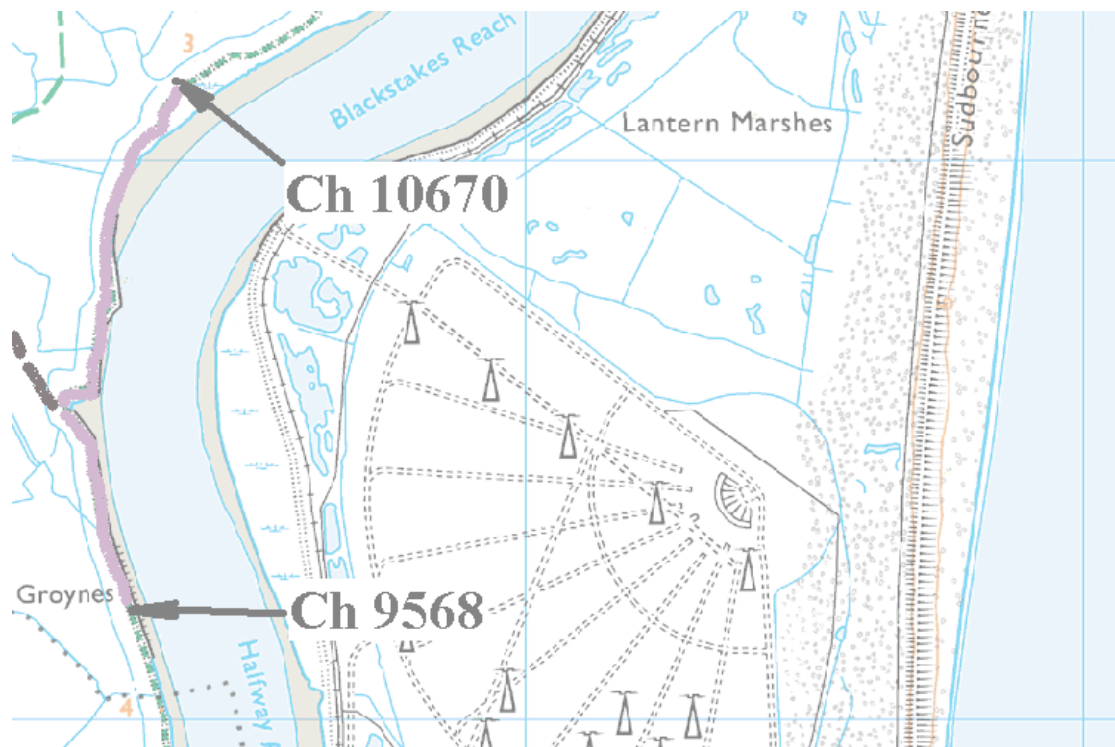 3
Blackstakes Reach
Lantern Marshes
Ch 10670
Groynes
Ch 9568
4
Halfway